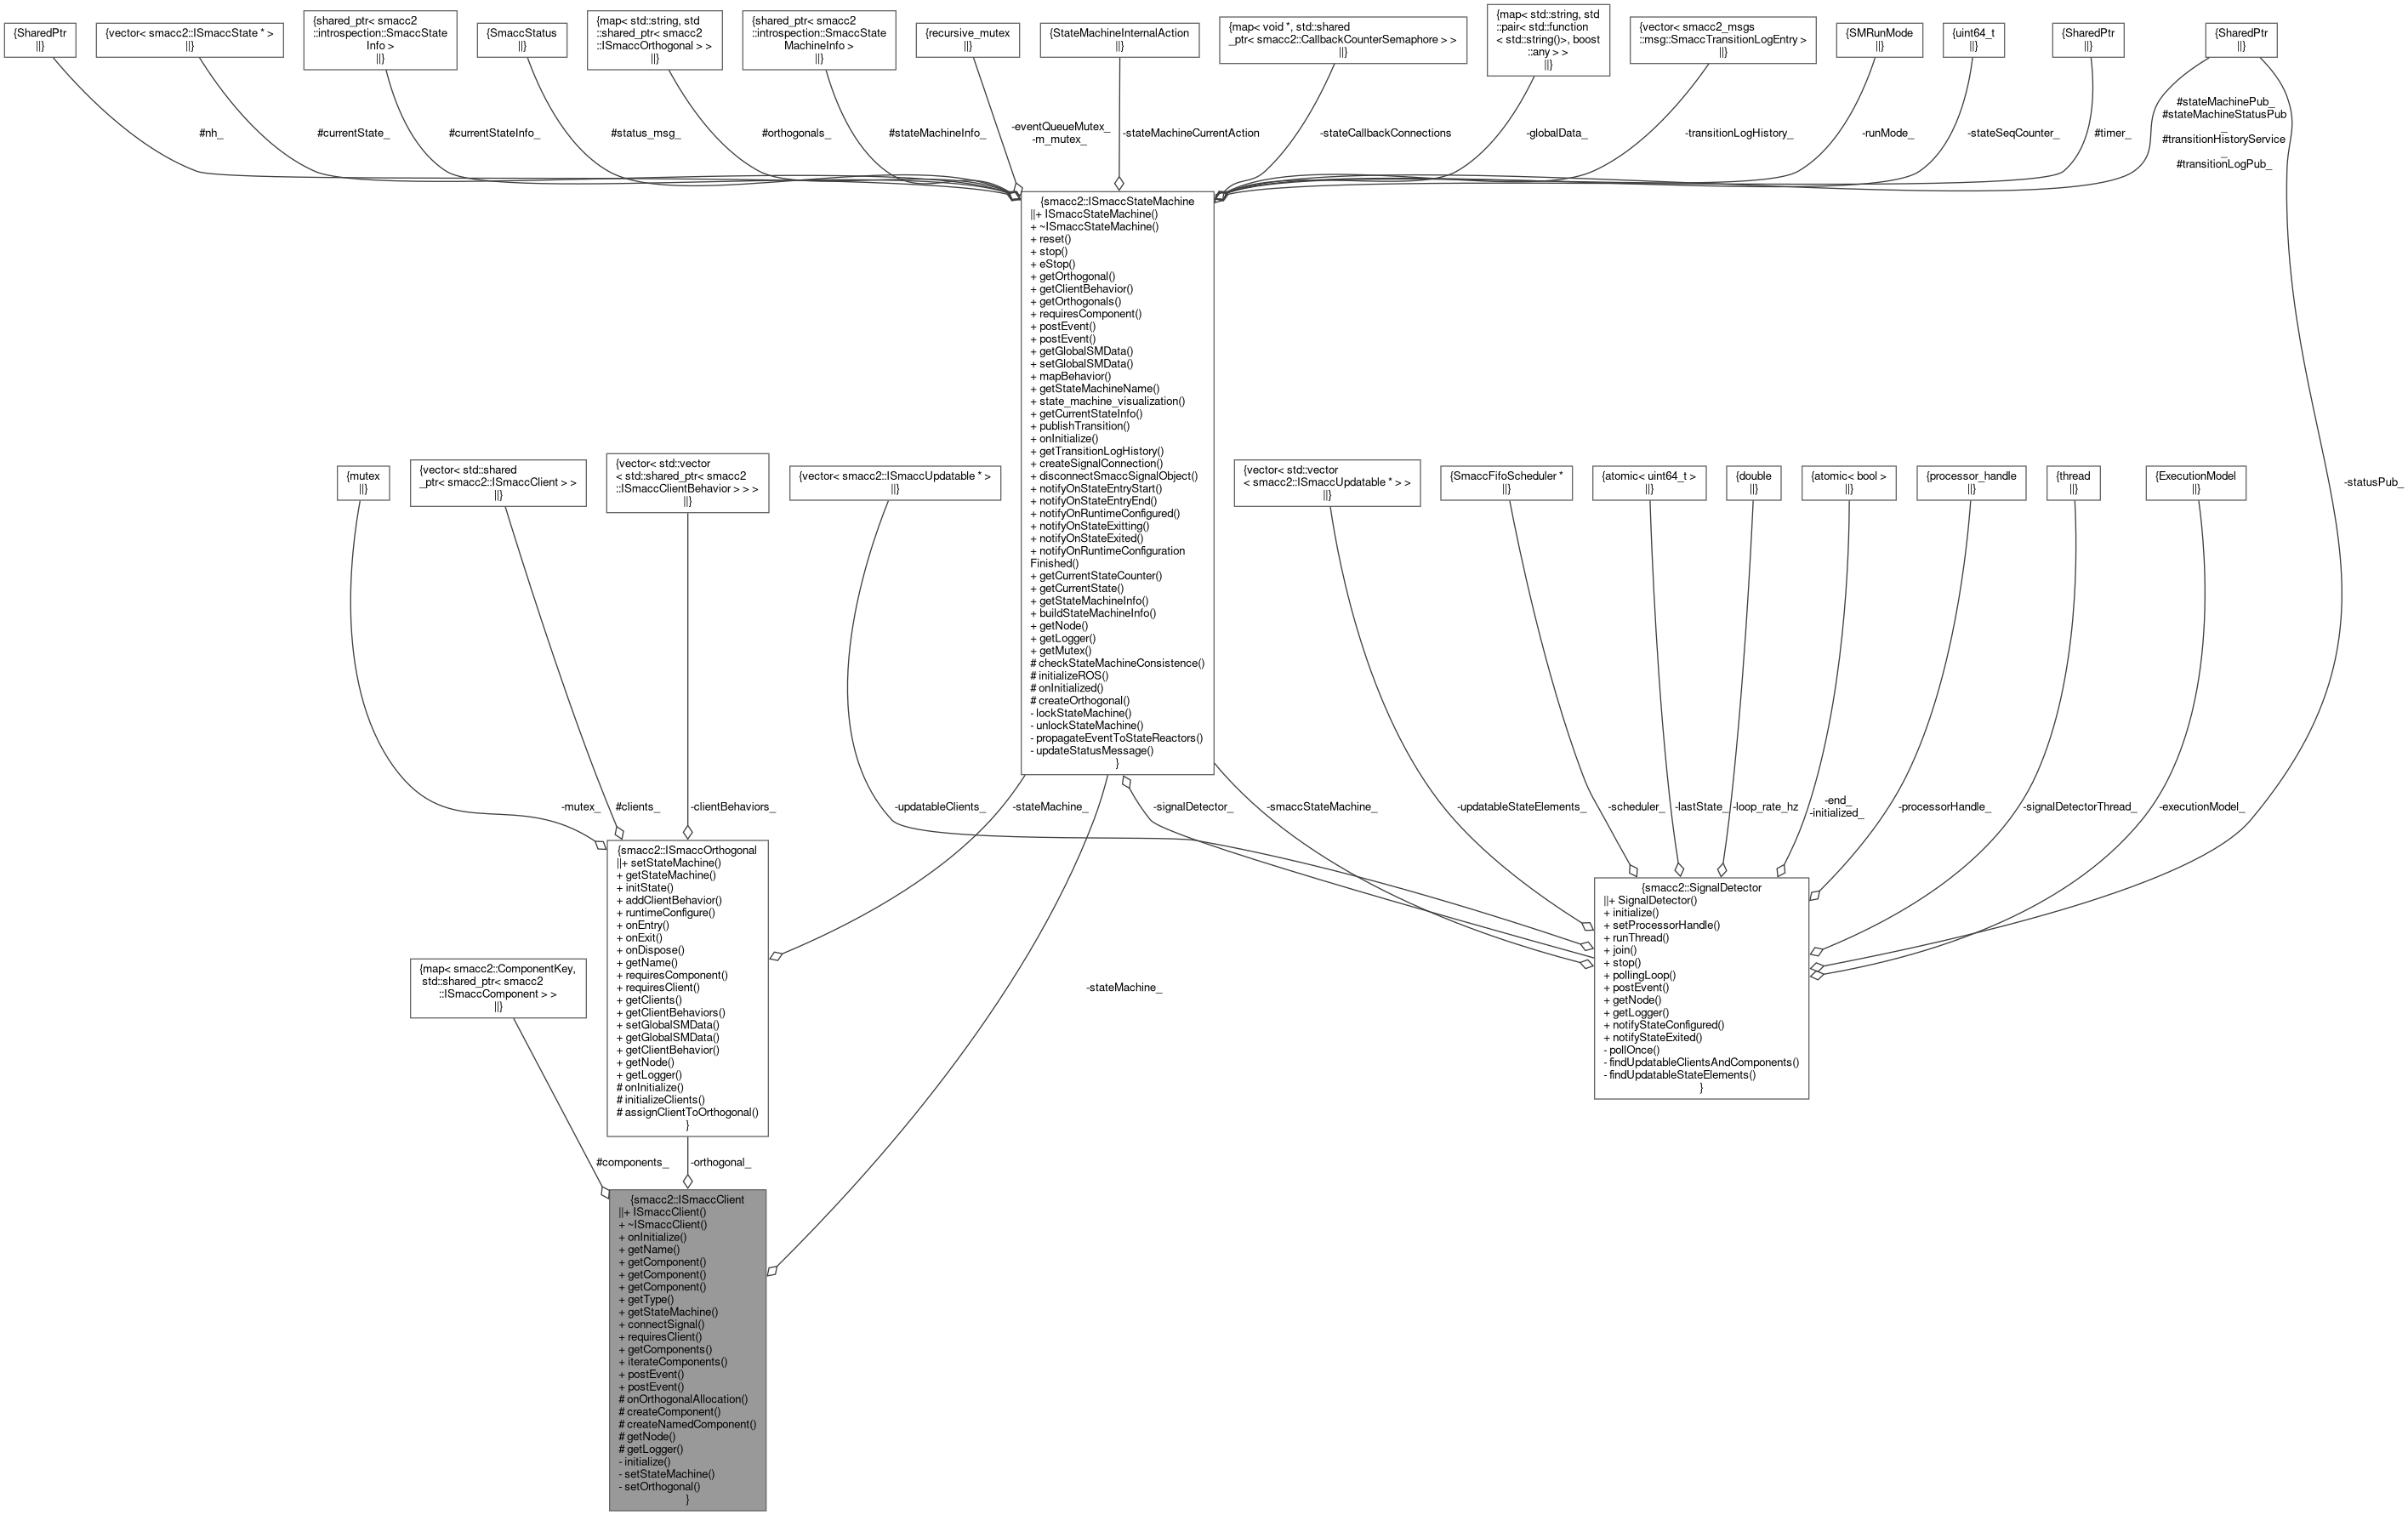 {SharedPtr
||}
{vector< smacc2::ISmaccState * >
||}
{shared_ptr< smacc2
::introspection::SmaccState
Info >
||}
{SmaccStatus
||}
{map< std::string, std
::shared_ptr< smacc2
::ISmaccOrthogonal > >
||}
{shared_ptr< smacc2
::introspection::SmaccState
MachineInfo >
||}
{recursive_mutex
||}
{StateMachineInternalAction
||}
{map< void *, std::shared
_ptr< smacc2::CallbackCounterSemaphore > >
||}
{map< std::string, std
::pair< std::function
< std::string()>, boost
::any > >
||}
{vector< smacc2_msgs
::msg::SmaccTransitionLogEntry >
||}
{SMRunMode
||}
{uint64_t
||}
{SharedPtr
||}
{SharedPtr
||}
#nh_
#currentState_
#currentStateInfo_
#status_msg_
#orthogonals_
#stateMachineInfo_
-eventQueueMutex_
-m_mutex_
-stateMachineCurrentAction
-stateCallbackConnections
-globalData_
-transitionLogHistory_
-runMode_
-stateSeqCounter_
#timer_
#stateMachinePub_
#stateMachineStatusPub
_
#transitionHistoryService
_
#transitionLogPub_
{smacc2::ISmaccStateMachine
||+ ISmaccStateMachine()
+ ~ISmaccStateMachine()
+ reset()
+ stop()
+ eStop()
+ getOrthogonal()
+ getClientBehavior()
+ getOrthogonals()
+ requiresComponent()
+ postEvent()
+ postEvent()
+ getGlobalSMData()
+ setGlobalSMData()
+ mapBehavior()
+ getStateMachineName()
+ state_machine_visualization()
+ getCurrentStateInfo()
+ publishTransition()
+ onInitialize()
+ getTransitionLogHistory()
+ createSignalConnection()
+ disconnectSmaccSignalObject()
+ notifyOnStateEntryStart()
+ notifyOnStateEntryEnd()
+ notifyOnRuntimeConfigured()
+ notifyOnStateExitting()
+ notifyOnStateExited()
+ notifyOnRuntimeConfiguration
Finished()
+ getCurrentStateCounter()
+ getCurrentState()
+ getStateMachineInfo()
+ buildStateMachineInfo()
+ getNode()
+ getLogger()
+ getMutex()
# checkStateMachineConsistence()
# initializeROS()
# onInitialized()
# createOrthogonal()
- lockStateMachine()
- unlockStateMachine()
- propagateEventToStateReactors()
- updateStatusMessage()
}
{mutex
||}
{vector< std::shared
_ptr< smacc2::ISmaccClient > >
||}
{vector< std::vector
< std::shared_ptr< smacc2
::ISmaccClientBehavior > > >
||}
{vector< smacc2::ISmaccUpdatable * >
||}
{vector< std::vector
< smacc2::ISmaccUpdatable * > >
||}
{SmaccFifoScheduler *
||}
{atomic< uint64_t >
||}
{double
||}
{atomic< bool >
||}
{processor_handle
||}
{thread
||}
{ExecutionModel
||}
-statusPub_
-mutex_
#clients_
-clientBehaviors_
-updatableClients_
-stateMachine_
-signalDetector_
-smaccStateMachine_
-updatableStateElements_
-scheduler_
-lastState_
-loop_rate_hz
-end_
-initialized_
-processorHandle_
-signalDetectorThread_
-executionModel_
{smacc2::ISmaccOrthogonal
||+ setStateMachine()
+ getStateMachine()
+ initState()
+ addClientBehavior()
+ runtimeConfigure()
+ onEntry()
+ onExit()
+ onDispose()
+ getName()
+ requiresComponent()
+ requiresClient()
+ getClients()
+ getClientBehaviors()
+ setGlobalSMData()
+ getGlobalSMData()
+ getClientBehavior()
+ getNode()
+ getLogger()
# onInitialize()
# initializeClients()
# assignClientToOrthogonal()
}
{smacc2::SignalDetector
||+ SignalDetector()
+ initialize()
+ setProcessorHandle()
+ runThread()
+ join()
+ stop()
+ pollingLoop()
+ postEvent()
+ getNode()
+ getLogger()
+ notifyStateConfigured()
+ notifyStateExited()
- pollOnce()
- findUpdatableClientsAndComponents()
- findUpdatableStateElements()
}
{map< smacc2::ComponentKey,
std::shared_ptr< smacc2
::ISmaccComponent > >
||}
-stateMachine_
#components_
-orthogonal_
{smacc2::ISmaccClient
||+ ISmaccClient()
+ ~ISmaccClient()
+ onInitialize()
+ getName()
+ getComponent()
+ getComponent()
+ getComponent()
+ getType()
+ getStateMachine()
+ connectSignal()
+ requiresClient()
+ getComponents()
+ iterateComponents()
+ postEvent()
+ postEvent()
# onOrthogonalAllocation()
# createComponent()
# createNamedComponent()
# getNode()
# getLogger()
- initialize()
- setStateMachine()
- setOrthogonal()
}